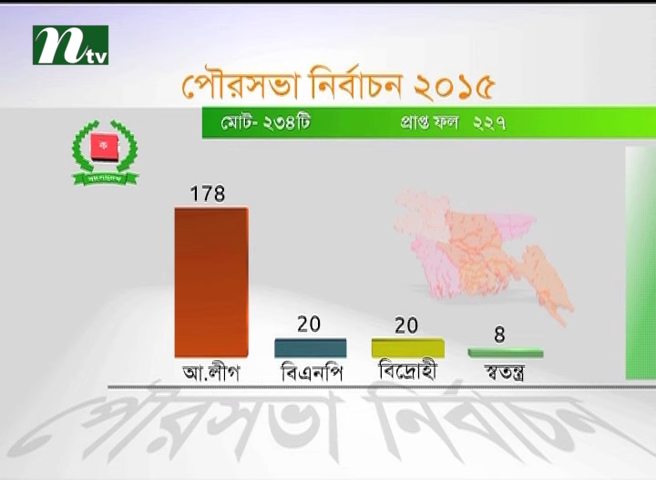 ntv
পৌরসভা নির্বাচন ২০১৫
মোট- ২৩৪টি প্রাপ্ত ফল ২২৭
ক
178
20
20
8
আ.লীগ
বিএনপি
বিদ্রোহী
স্বতন্ত্র
পৌরসভা নির্বাচন